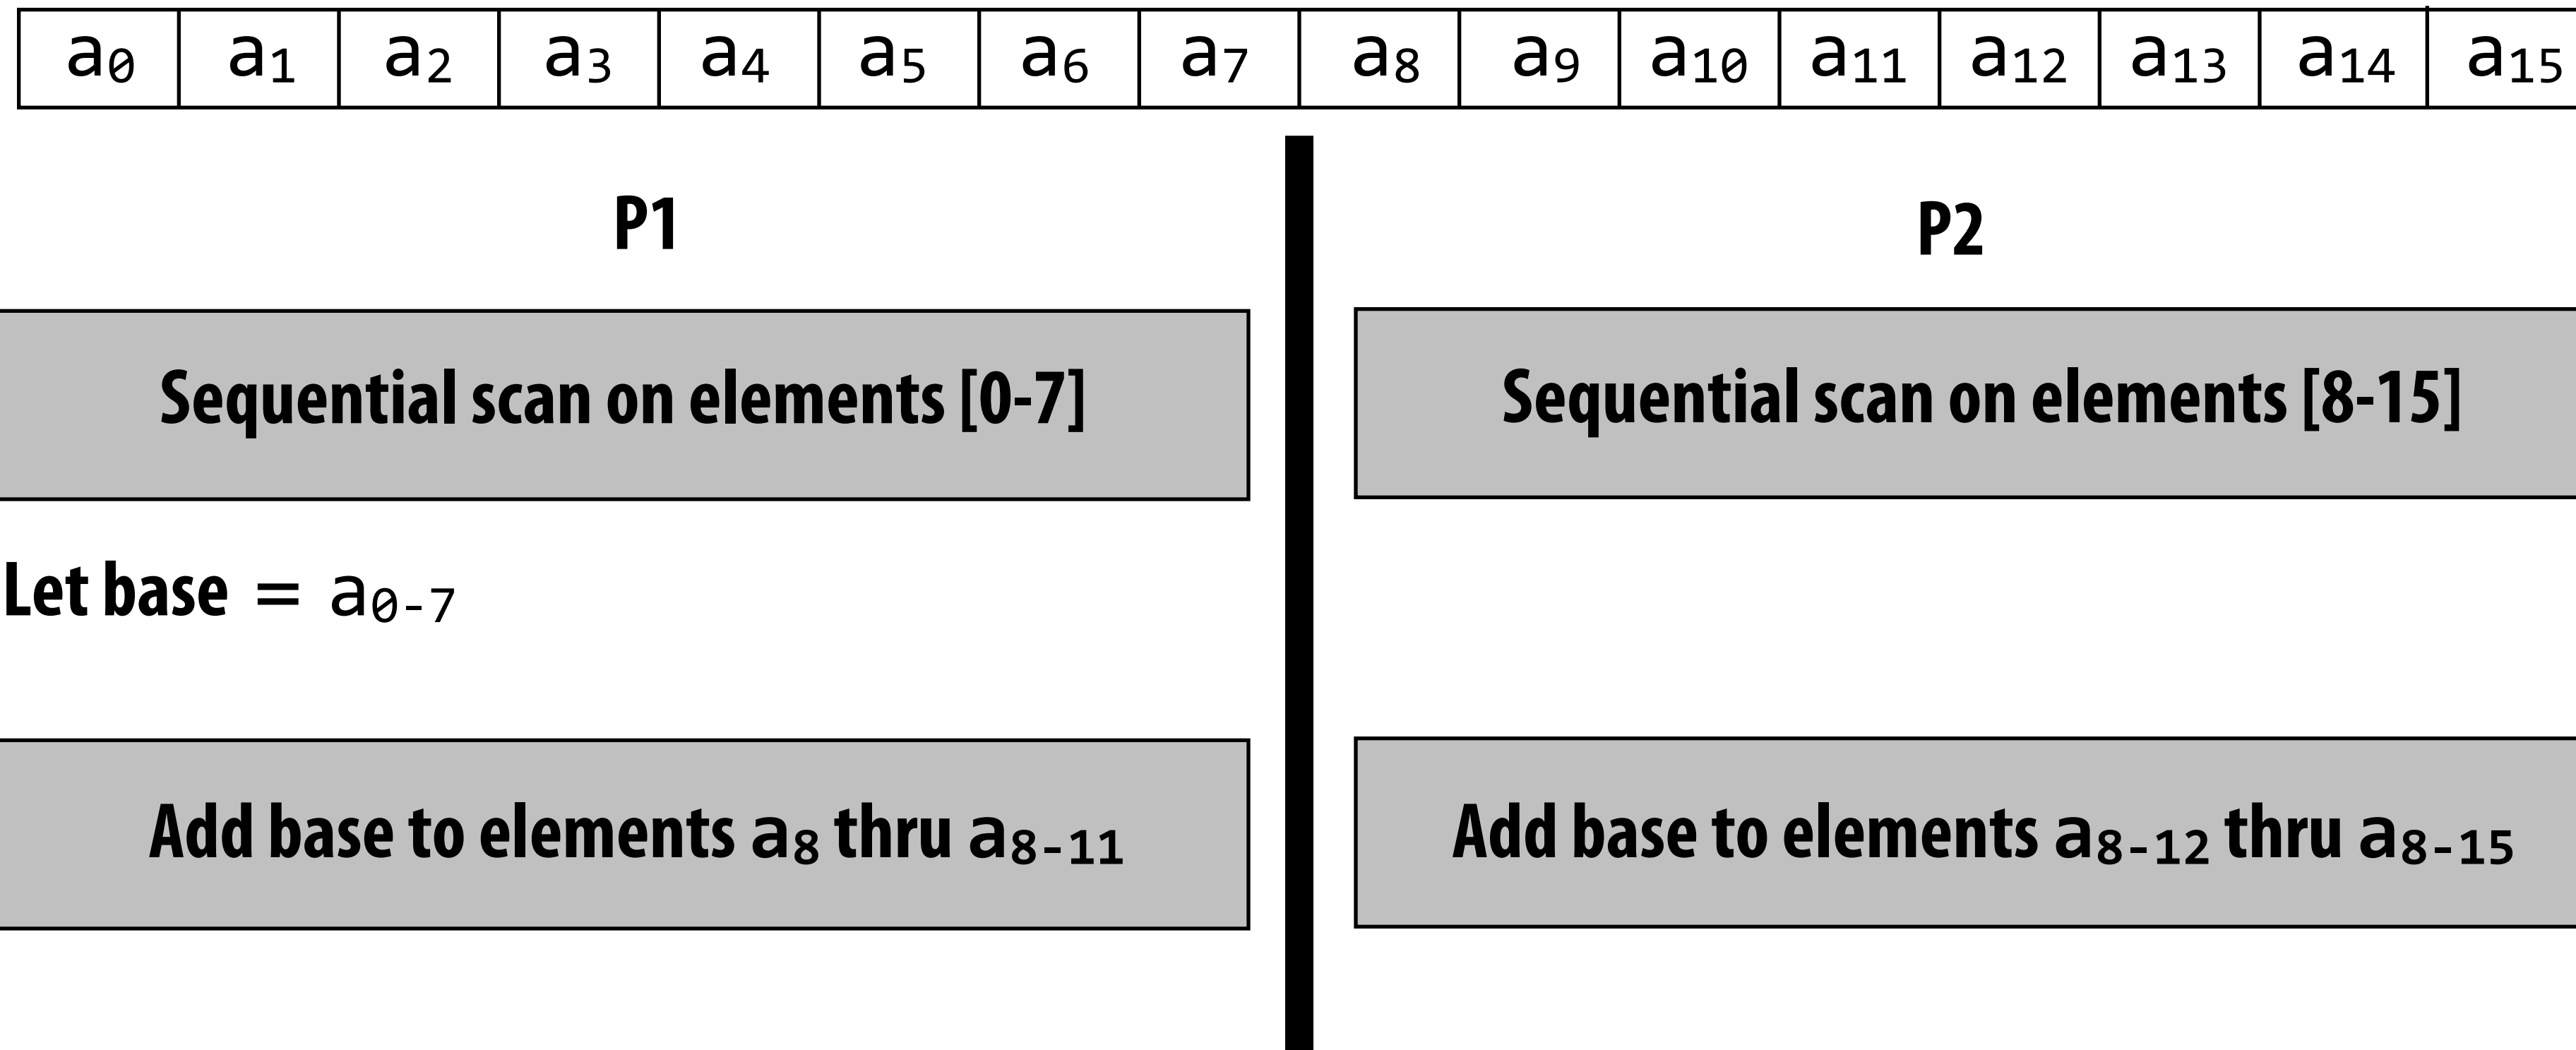 a0 a1 a2 a3 a4 a5 a6 a7 a8 a9 a10 a11 a12 a13 a14 a15
P1 P2
Sequential scan on elements [0-7]
Sequential scan on elements [8-15]
Let base = a0-7
Add base to elements a8 thru a8-11
Add base to elements a8-12 thru a8-15